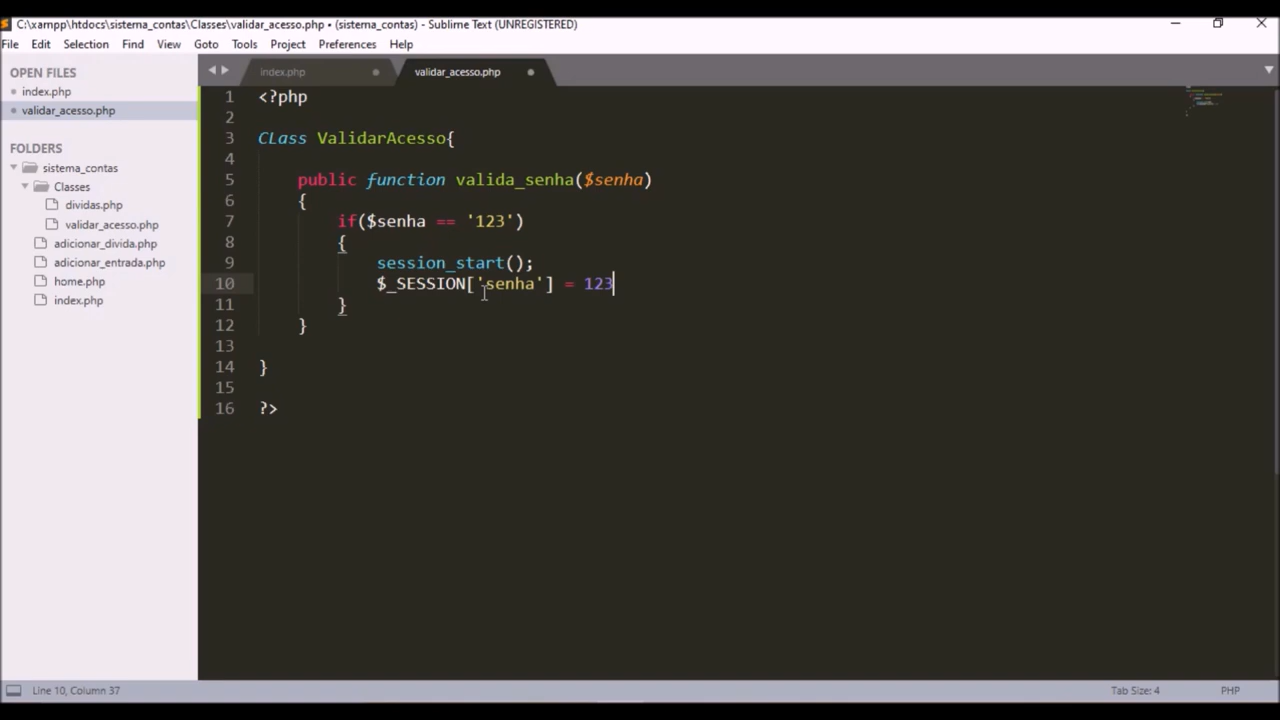 C:\xampp\htdocs\sistema_contas\Classes\validar_acesso.php • (sistema_contas) - Sublime Text (UNREGISTERED)
File Edit Selection Find View Goto Tools Project Preferences Help
OPEN FILES
index.php
validar_acesso.php
FOLDERS
sistema_contas
Classes
dividas.php
validar_acesso.php
adicionar_divida.php
adicionar_entrada.php
home.php
index.php
index.php validar_acesso.php
1 <?php
2
3 CLass ValidarAcesso{
4
5 public function valida_senha($senha)
6 {
7 if($senha == '123')
8 {
9 session_start();
10 $_SESSION['senha'] = 123
11 }
12 }
13
14 }
15
16 ?>
Line 10, Column 37 Tab Size: 4 PHP